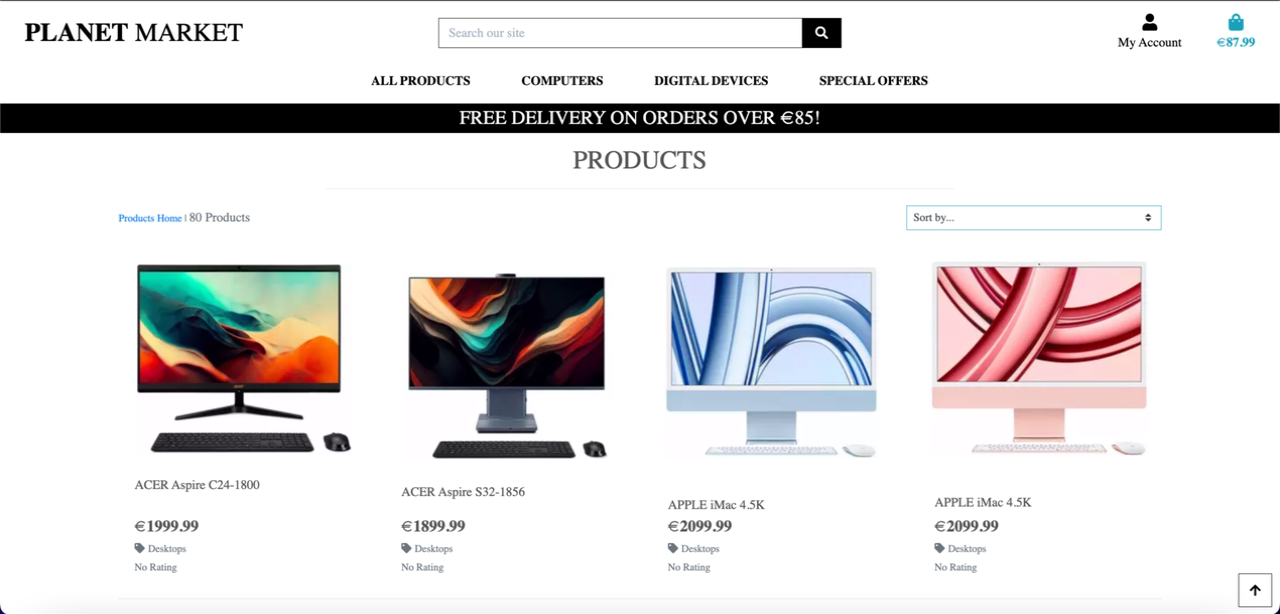 PLANET MARKET
Search our site
My Account
€87.99
ALL PRODUCTS COMPUTERS DIGITAL DEVICES SPECIAL OFFERS
FREE DELIVERY ON ORDERS OVER €85!
PRODUCTS
Products Home | 80 Products
Sort by...
ACER Aspire C24-1800
€1999.99
Desktops
No Rating
ACER Aspire S32-1856
€1899.99
Desktops
No Rating
APPLE iMac 4.5K
€2099.99
Desktops
No Rating
APPLE iMac 4.5K
€2099.99
Desktops
No Rating